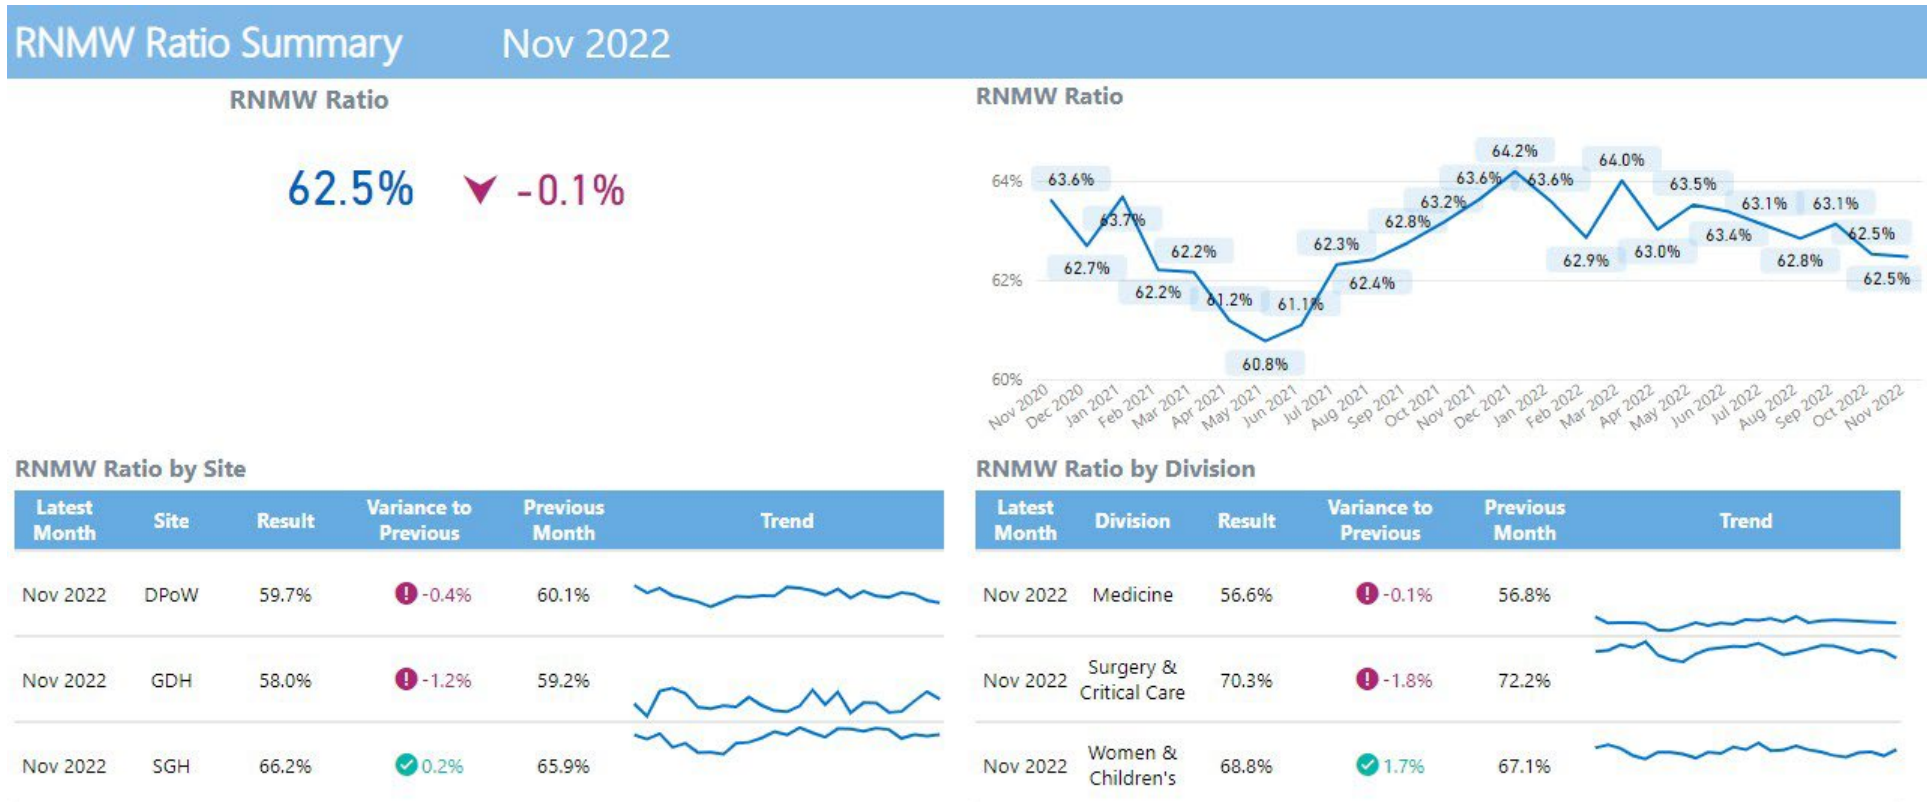 RNMW Ratio Summary Nov 2022
RNMW Ratio
62.5% -0.1%
RNMW Ratio
64%
62%
60%
63.6%
62.7%
63.7%
62.2%
62.2%
61.2%
60.8%
61.1%
62.3%
62.4%
62.8%
63.2%
63.6%
64.2%
63.6%
62.9%
64.0%
63.0%
63.5%
63.4%
63.1%
62.8%
63.1%
62.5%
62.5%
Nov 2020
Dec 2020
Jan 2021
Feb 2021
Mar 2021
Apr 2021
May 2021
Jun 2021
Jul 2021
Aug 2021
Sep 2021
Oct 2021
Nov 2021
Dec 2021
Jan 2022
Feb 2022
Mar 2022
Apr 2022
May 2022
Jun 2022
Jul 2022
Aug 2022
Sep 2022
Oct 2022
Nov 2022
RNMW Ratio by Site
Latest Month Site Result Variance to Previous Previous Month Trend
Nov 2022 DPoW 59.7% ! -0.4% 60.1%
Nov 2022 GDH 58.0% ! -1.2% 59.2%
Nov 2022 SGH 66.2% 0.2% 65.9%
RNMW Ratio by Division
Latest Month Division Result Variance to Previous Previous Month Trend
Nov 2022 Medicine 56.6% ! -0.1% 56.8%
Nov 2022 Surgery & Critical Care 70.3% ! -1.8% 72.2%
Nov 2022 Women & Children's 68.8% 1.7% 67.1%